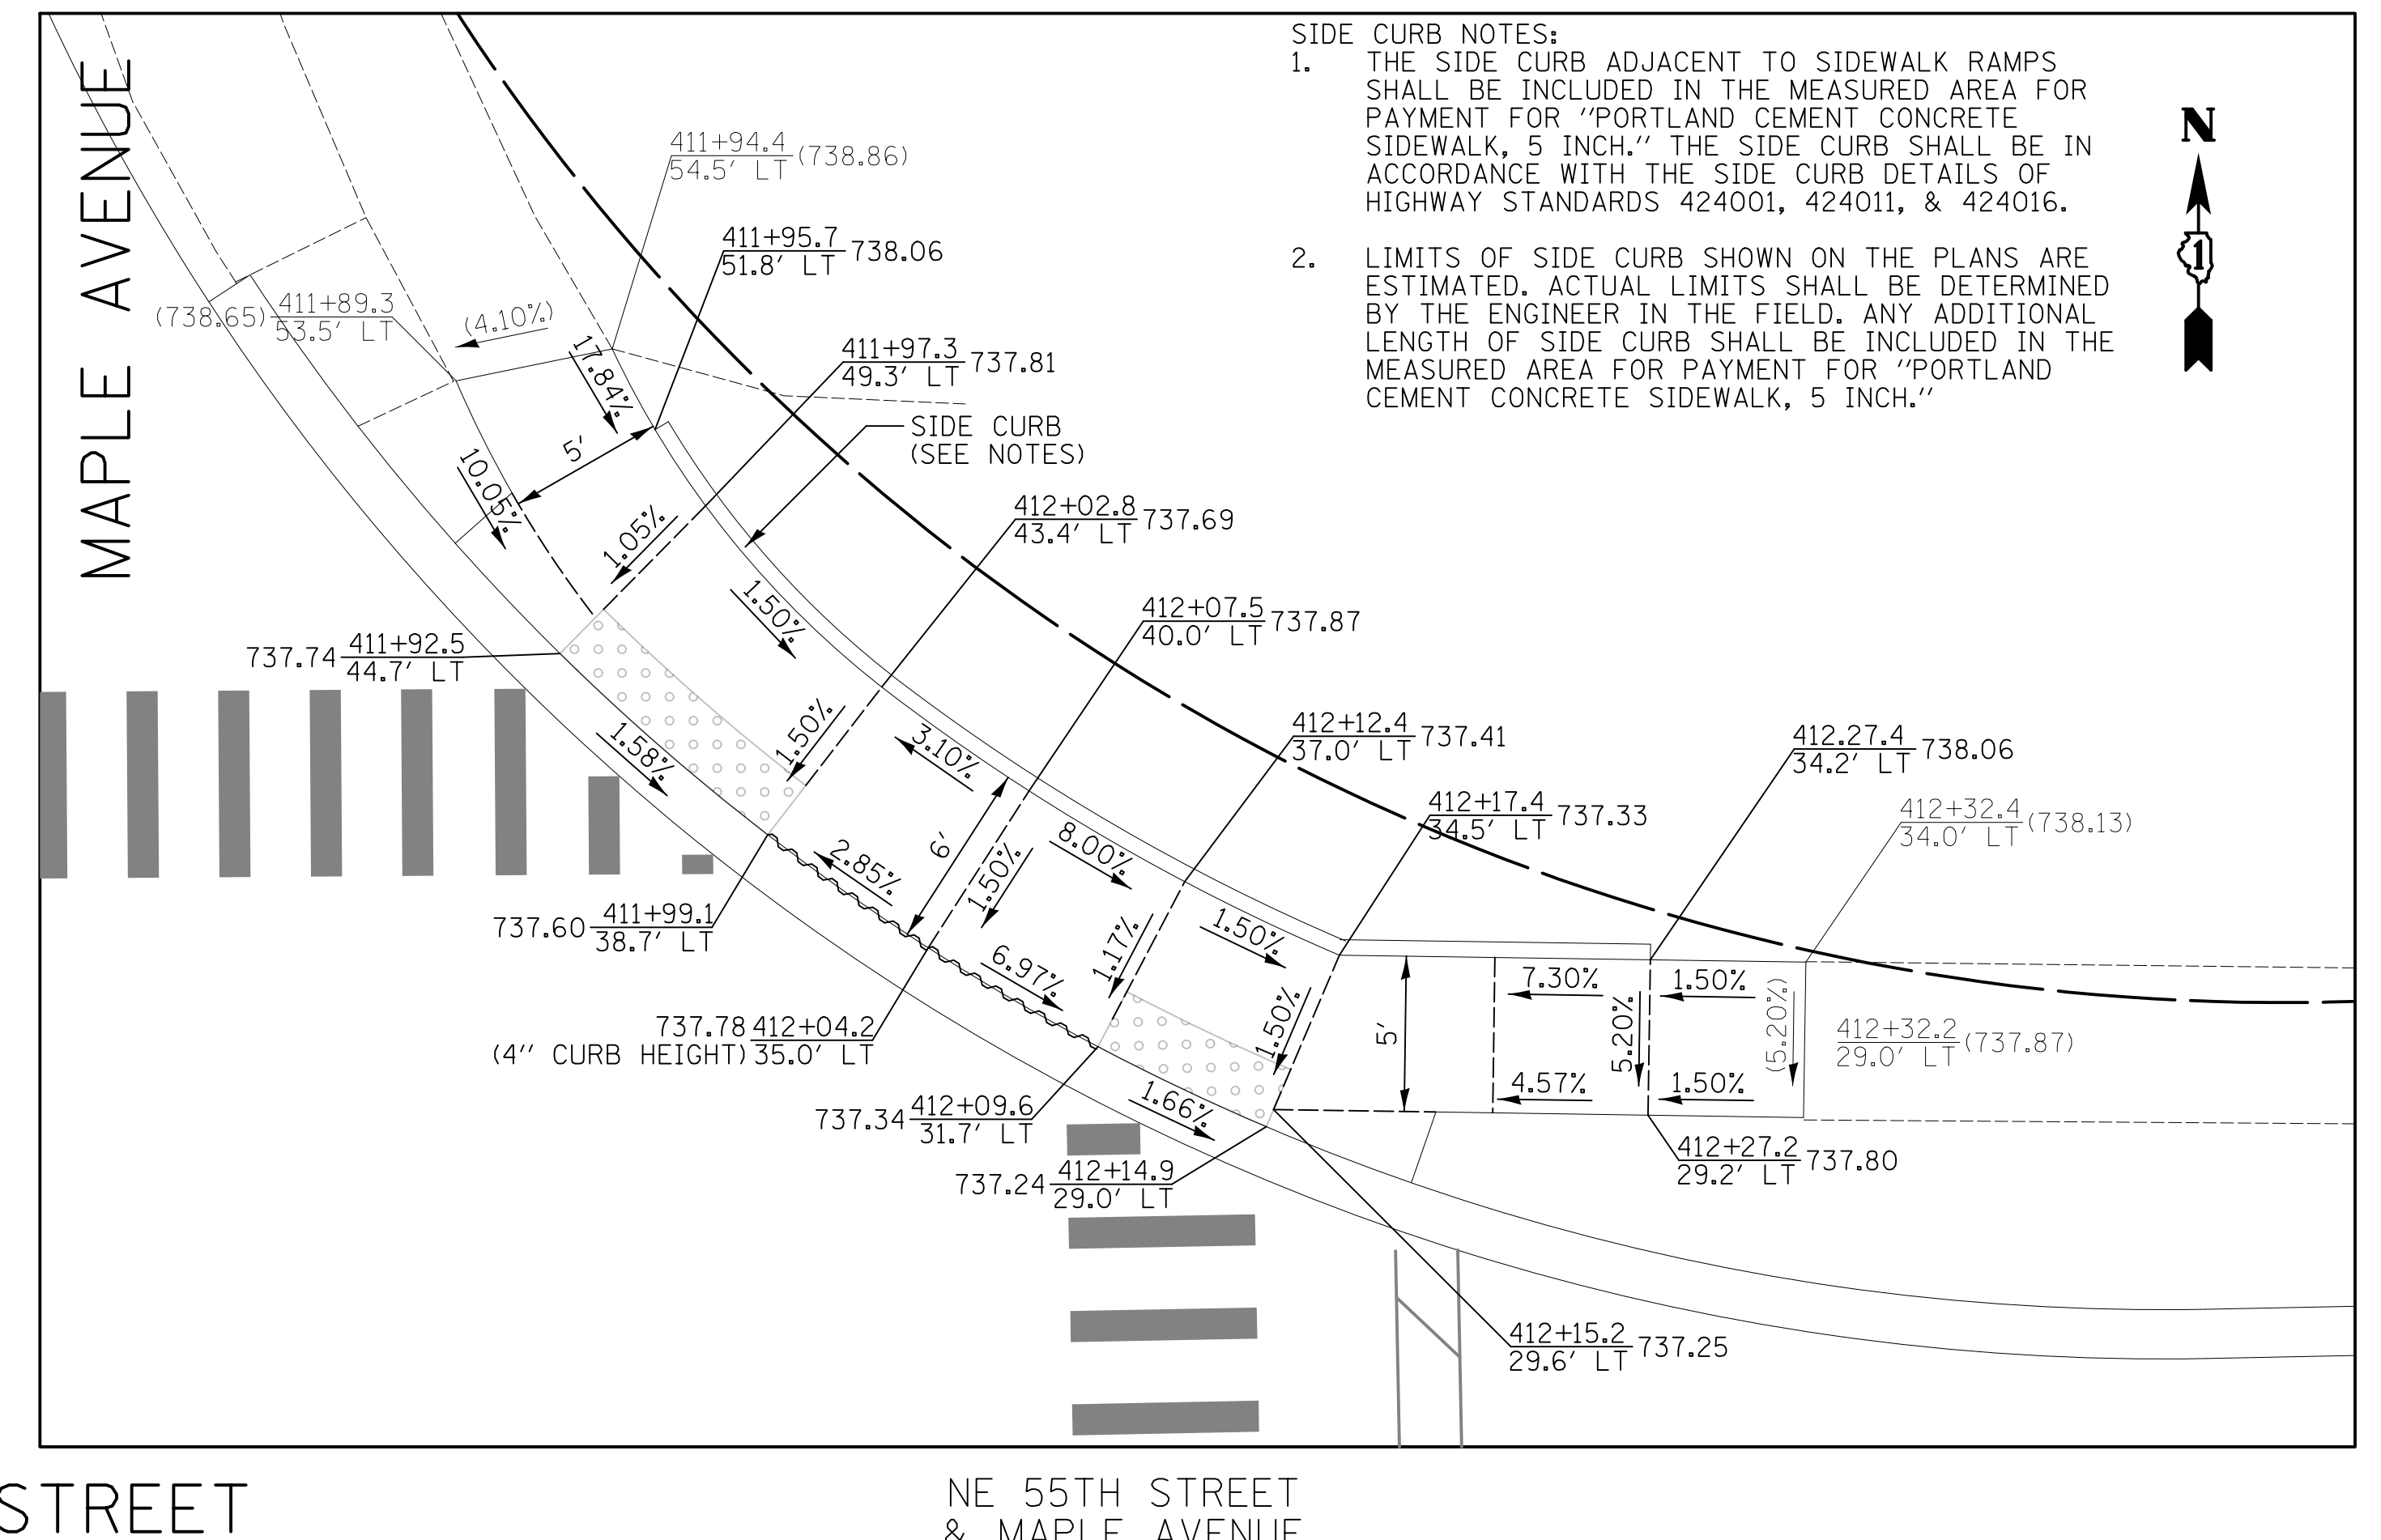 SIDE CURB NOTES:
1. THE SIDE CURB ADJACENT TO SIDEWALK RAMPS
SHALL BE INCLUDED IN THE MEASURED AREA FOR
PAYMENT FOR "PORTLAND CEMENT CONCRETE
SIDEWALK, 5 INCH." THE SIDE CURB SHALL BE IN
ACCORDANCE WITH THE SIDE CURB DETAILS OF
HIGHWAY STANDARDS 424001, 424011, & 424016.
2. LIMITS OF SIDE CURB SHOWN ON THE PLANS ARE
ESTIMATED. ACTUAL LIMITS SHALL BE DETERMINED
BY THE ENGINEER IN THE FIELD. ANY ADDITIONAL
LENGTH OF SIDE CURB SHALL BE INCLUDED IN THE
MEASURED AREA FOR PAYMENT FOR "PORTLAND
CEMENT CONCRETE SIDEWALK, 5 INCH."
N
1
MAPLE AVENUE
411+94.4
54.5' LT (738.86)
411+95.7
51.8' LT 738.06
(738.65) 411+89.3
53.5' LT
(4.10%)
17.84%
411+97.3
49.3' LT 737.81
SIDE CURB
(SEE NOTES)
5'
10.05%
1.05%
412+02.8
43.4' LT 737.69
1.50%
412+07.5
40.0' LT 737.87
737.74 411+92.5
44.7' LT
1.58%
1.50%
3.10%
412+12.4
37.0' LT 737.41
412.27.4
34.2' LT 738.06
412+17.4
34.5' LT 737.33
412+32.4
34.0' LT (738.13)
6'
2.85%
1.50%
8.00%
737.60 411+99.1
38.7' LT
6.97%
1.17%
1.50%
1.50%
5'
7.30%
1.50%
5.20%
(5.20%)
4.57%
1.50%
412+32.2
29.0' LT (737.87)
737.78 412+04.2
(4" CURB HEIGHT) 35.0' LT
737.34 412+09.6
31.7' LT
1.66%
412+27.2
29.2' LT 737.80
737.24 412+14.9
29.0' LT
412+15.2
29.6' LT 737.25
STREET
NE 55TH STREET
& MAPLE AVENUE